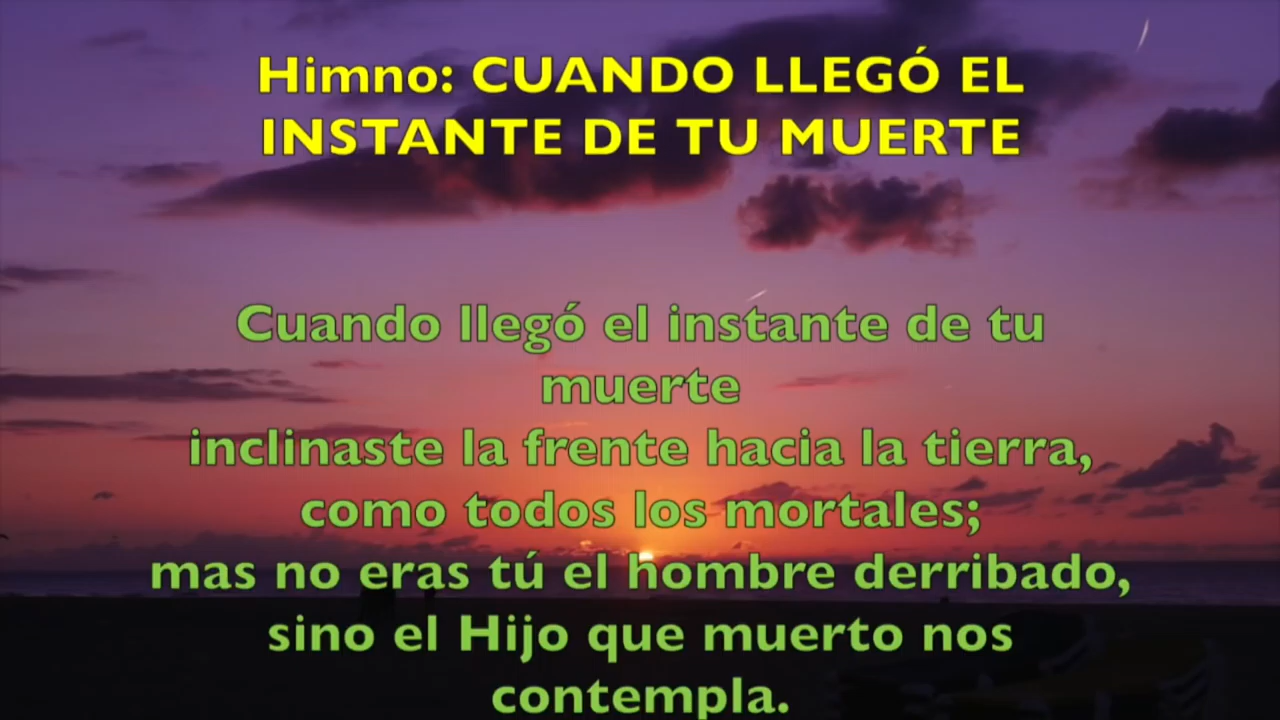 Himno: CUANDO LLEGÓ EL
INSTANTE DE TU MUERTE
Cuando llegó el instante de tu
muerte
inclinaste la frente hacia la tierra,
como todos los mortales;
mas no eras tú el hombre derribado,
sino el Hijo que muerto nos
contempla.